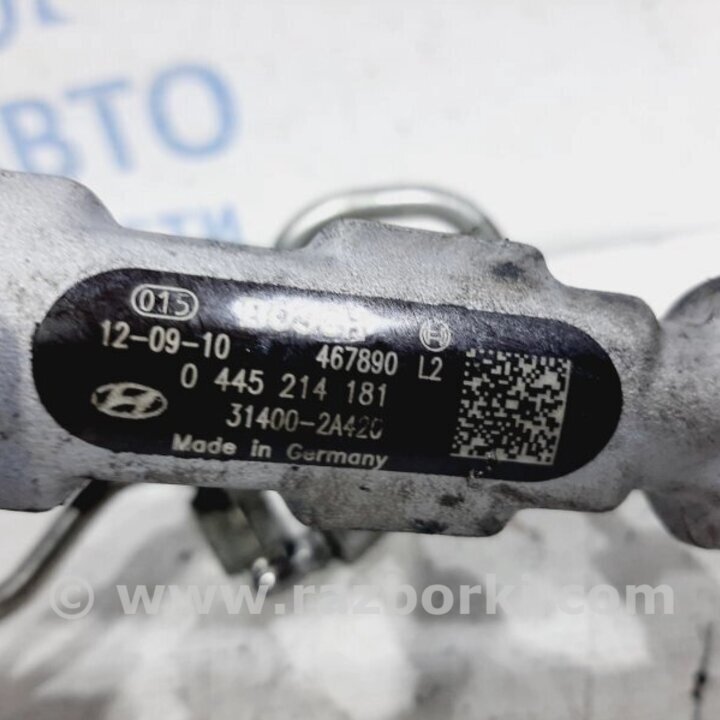 ВТО
015
BOSCH
12-09-10 467890 L2
0 445 214 181
31400-2A420
Made in Germany
© www.razborki.com